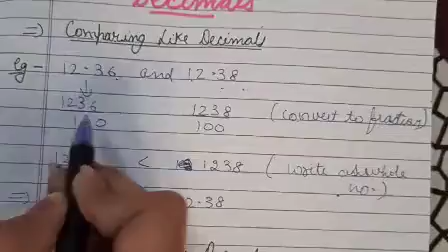 Decimals
⇒ Comparing Like Decimals
eg - 12.36 and 12.38
↓
1236 1238 (convert to fraction)
100 100
< 1238 (write as whole no.)
⇒ 2.38